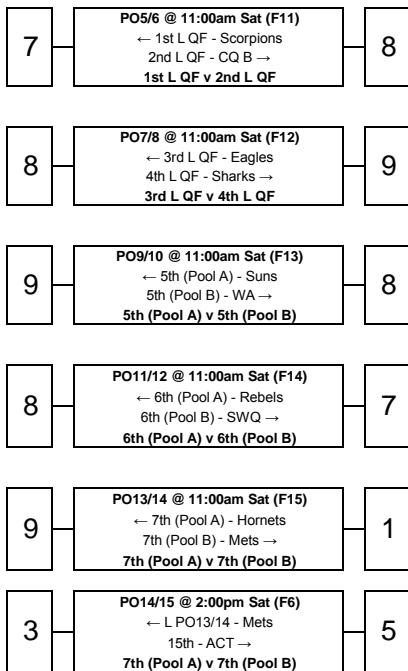 PO5/6 @ 11:00am Sat (F11)
7
← 1st L QF - Scorpions
2nd L QF - CQ B →
8
1st L QF v 2nd L QF
PO7/8 @ 11:00am Sat (F12)
8
← 3rd L QF - Eagles
4th L QF - Sharks →
9
3rd L QF v 4th L QF
PO9/10 @ 11:00am Sat (F13)
9
← 5th (Pool A) - Suns
5th (Pool B) - WA →
8
5th (Pool A) v 5th (Pool B)
PO11/12 @ 11:00am Sat (F14)
8
← 6th (Pool A) - Rebels
6th (Pool B) - SWQ →
7
6th (Pool A) v 6th (Pool B)
PO13/14 @ 11:00am Sat (F15)
9
← 7th (Pool A) - Hornets
7th (Pool B) - Mets →
1
7th (Pool A) v 7th (Pool B)
PO14/15 @ 2:00pm Sat (F6)
3
← L PO13/14 - Mets
15th - ACT →
5
7th (Pool A) v 7th (Pool B)